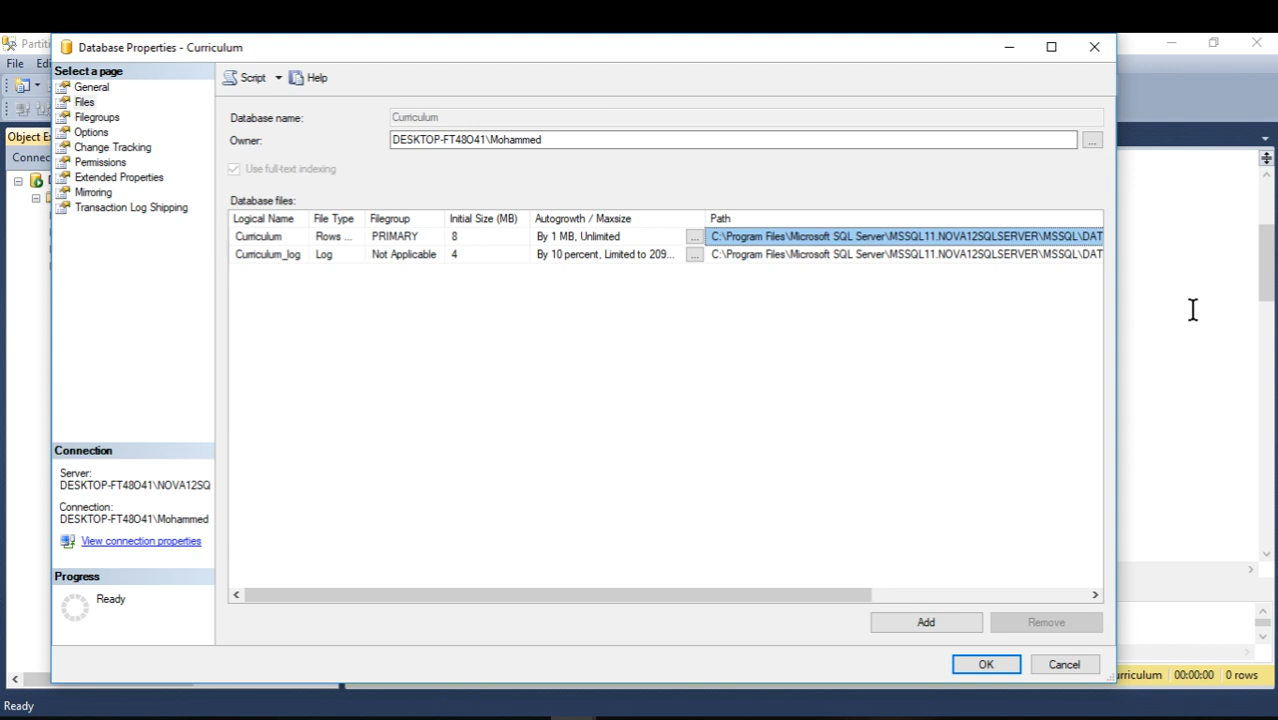 Database Properties - Curriculum
Partiti
File Edi
Object E
Connec
Select a page
General
Files
Filegroups
Options
Change Tracking
Permissions
Extended Properties
Mirroring
Transaction Log Shipping
Script
Help
Database name: Curriculum
Owner: DESKTOP-FT48O41\Mohammed ...
Use full-text indexing
Database files:
Logical Name File Type Filegroup Initial Size (MB) Autogrowth / Maxsize Path
Curriculum Rows ... PRIMARY 8 By 1 MB, Unlimited ... C:\Program Files\Microsoft SQL Server\MSSQL11.NOVA12SQLSERVER\MSSQL\DAT
Curriculum_log Log Not Applicable 4 By 10 percent, Limited to 209... ... C:\Program Files\Microsoft SQL Server\MSSQL11.NOVA12SQLSERVER\MSSQL\DAT
Connection
Server:
DESKTOP-FT48O41\NOVA12SQ
Connection:
DESKTOP-FT48O41\Mohammed
View connection properties
Progress
Ready
Add Remove
OK Cancel
urriculum 00:00:00 0 rows
Ready